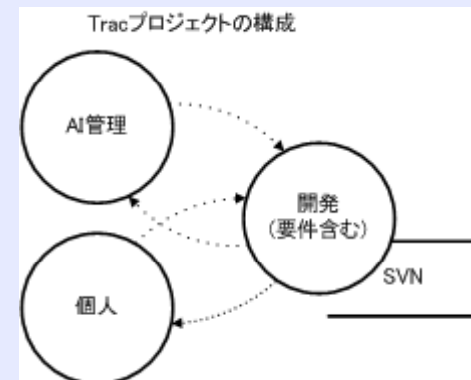 Tracプロジェクトの構成
AI管理
開発
(要件含む)
SVN
個人